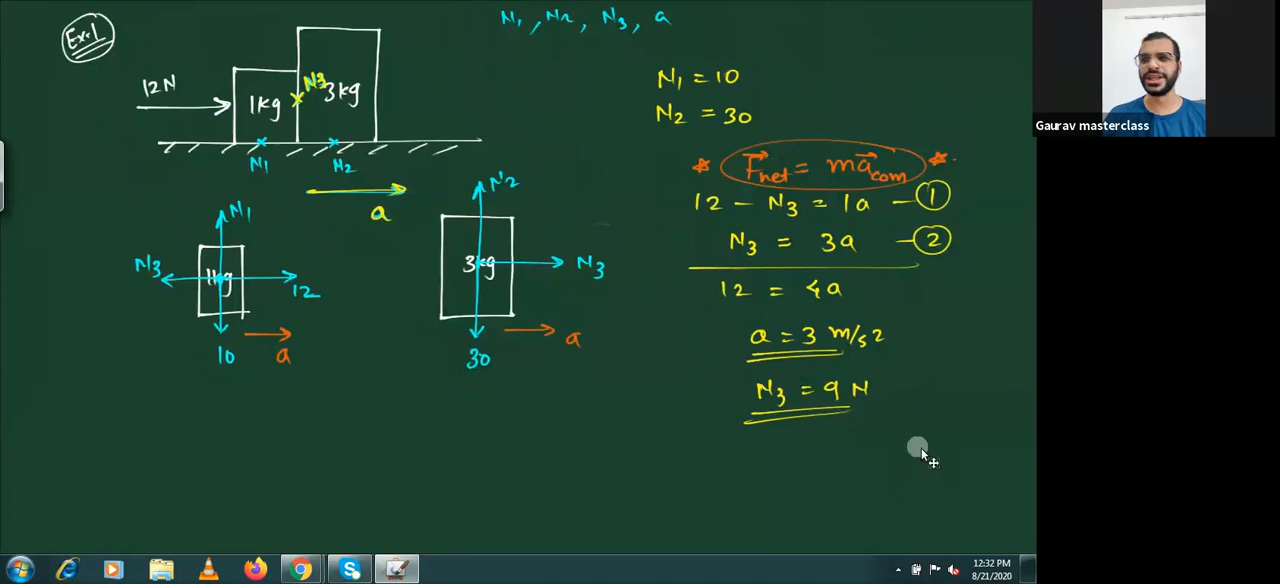 Ex.1
N1, N2, N3, a
12N
1kg
N3
3kg
N1
N2
a
N1
N3
1kg
12
10
a
N2
3kg
N3
30
a
N1 = 10
N2 = 30
* F⃗net = ma⃗com *
12 - N3 = 1a - 1
N3 = 3a - 2
12 = 4a
a = 3 m/s2
N3 = 9 N
Gaurav masterclass
12:32 PM
8/21/2020